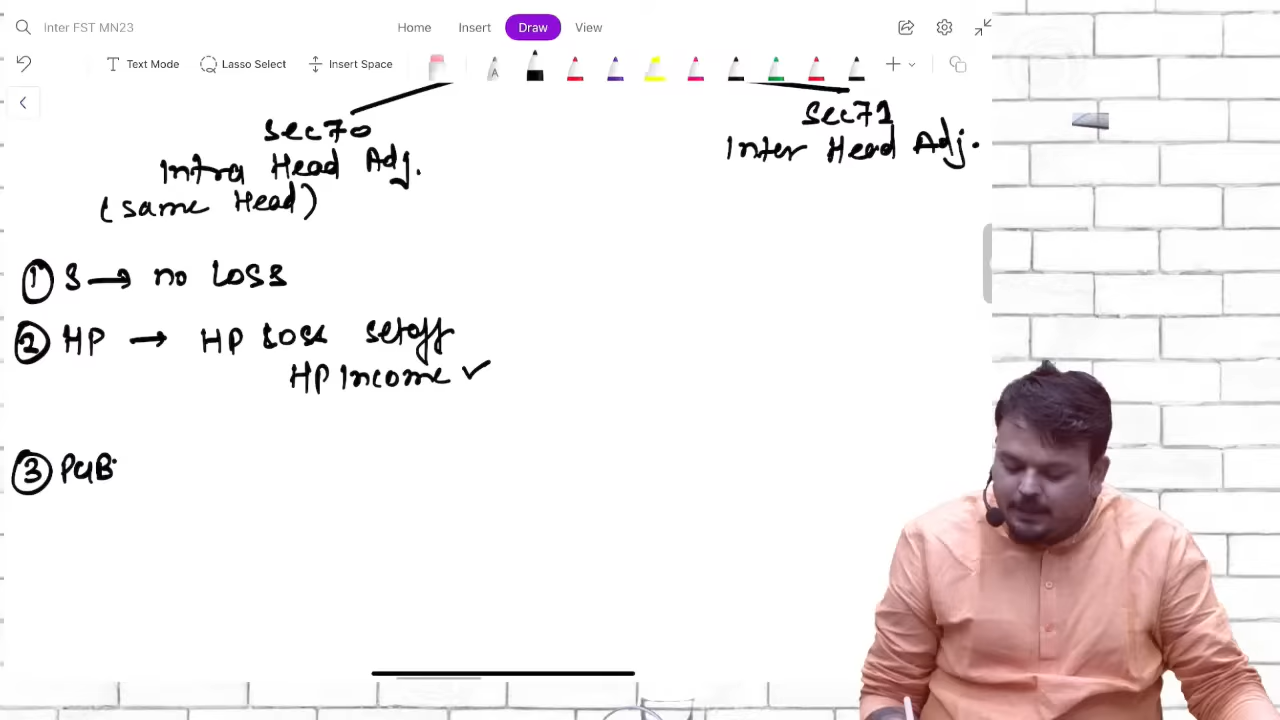 Inter FST MN23
Home
Insert
Draw
View
Text Mode
Lasso Select
Insert Space
A
Sec70
Intra Head Adj.
(same Head)
Sec71
Inter Head Adj.
① S → no Loss
② HP → HP Loss setoff
HP Income ✓
③ PGB